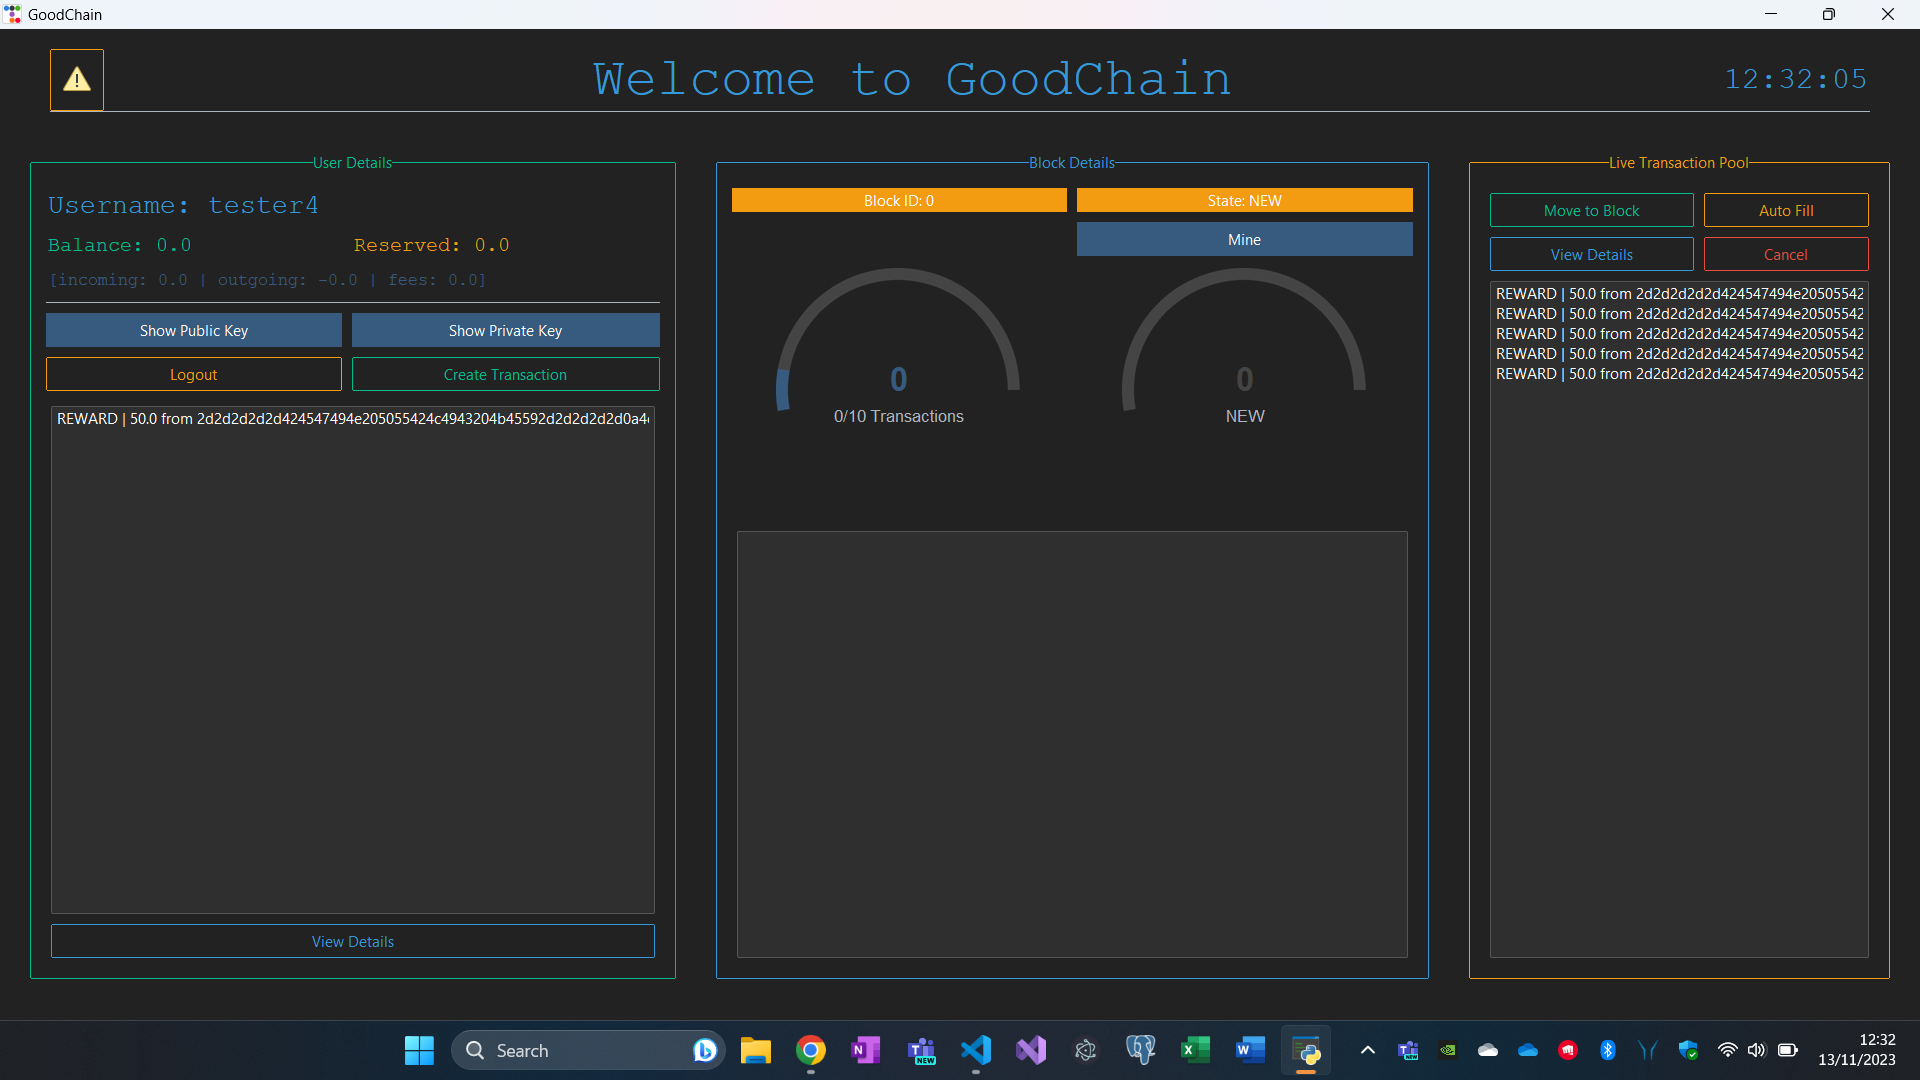 GoodChain
Welcome to GoodChain
12:32:05
User Details
Username: tester4
Balance: 0.0
Reserved: 0.0
[incoming: 0.0 | outgoing: -0.0 | fees: 0.0]
Show Public Key
Show Private Key
Logout
Create Transaction
REWARD | 50.0 from 2d2d2d2d2d424547494e205055424c4943204b45592d2d2d2d2d0a4
View Details
Block Details
Block ID: 0
State: NEW
Mine
0
0/10 Transactions
0
NEW
Live Transaction Pool
Move to Block
Auto Fill
View Details
Cancel
REWARD | 50.0 from 2d2d2d2d2d424547494e20505542
REWARD | 50.0 from 2d2d2d2d2d424547494e20505542
REWARD | 50.0 from 2d2d2d2d2d424547494e20505542
REWARD | 50.0 from 2d2d2d2d2d424547494e20505542
REWARD | 50.0 from 2d2d2d2d2d424547494e20505542
Search
NEW
12:32
13/11/2023